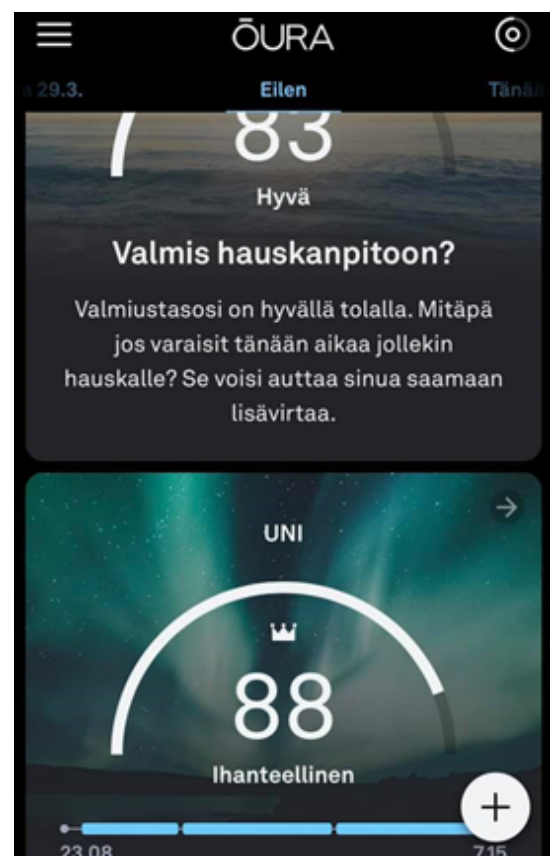 ŌURA
29.3.
Eilen
83
Hyvä
Valmis hauskanpitoon?
Valmiustasosi on hyvällä tolalla. Mitäpä
jos varaisit tänään aikaa jollekin
hauskalle? Se voisi auttaa sinua saamaan
lisävirtaa.
UNI
88
Ihanteellinen
23.08
7.15